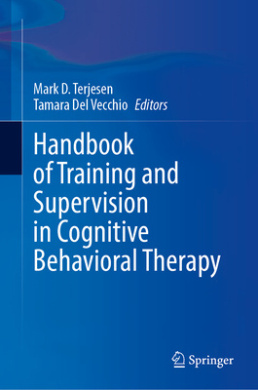 Mark D. Terjesen
Tamara Del Vecchio Editors
Handbook
of Training and
Supervision
in Cognitive
Behavioral Therapy
Springer